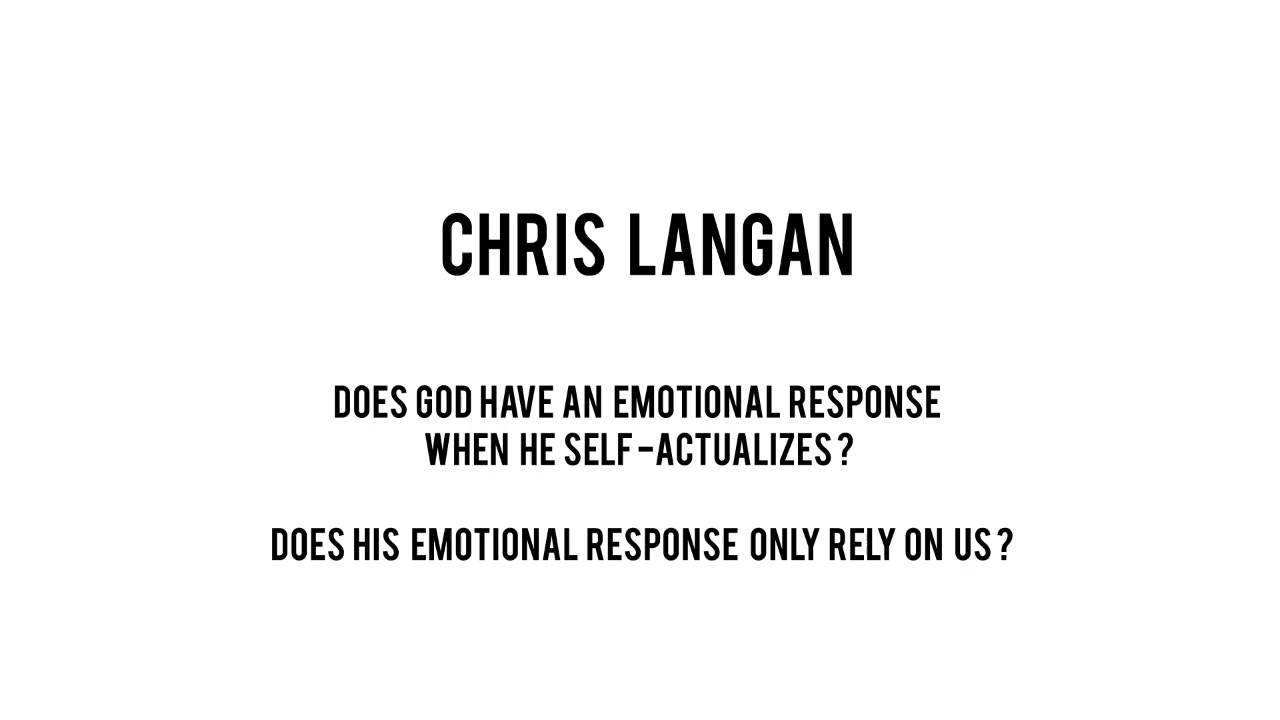 CHRIS LANGAN
DOES GOD HAVE AN EMOTIONAL RESPONSE
WHEN HE SELF-ACTUALIZES?
DOES HIS EMOTIONAL RESPONSE ONLY RELY ON US?